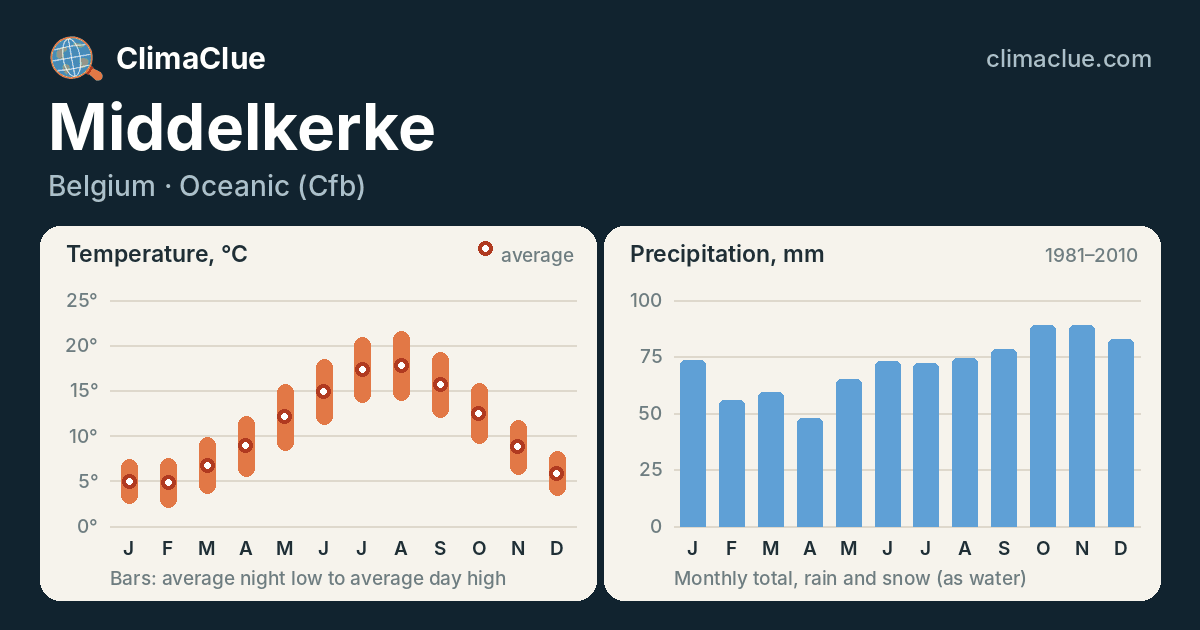 ClimaClue
climaclue.com
Middelkerke
Belgium · Oceanic (Cfb)
Temperature, °C
average
25°
20°
15°
10°
5°
0°
J F M A M J J A S O N D
Bars: average night low to average day high
Precipitation, mm
1981–2010
100
75
50
25
0
J F M A M J J A S O N D
Monthly total, rain and snow (as water)